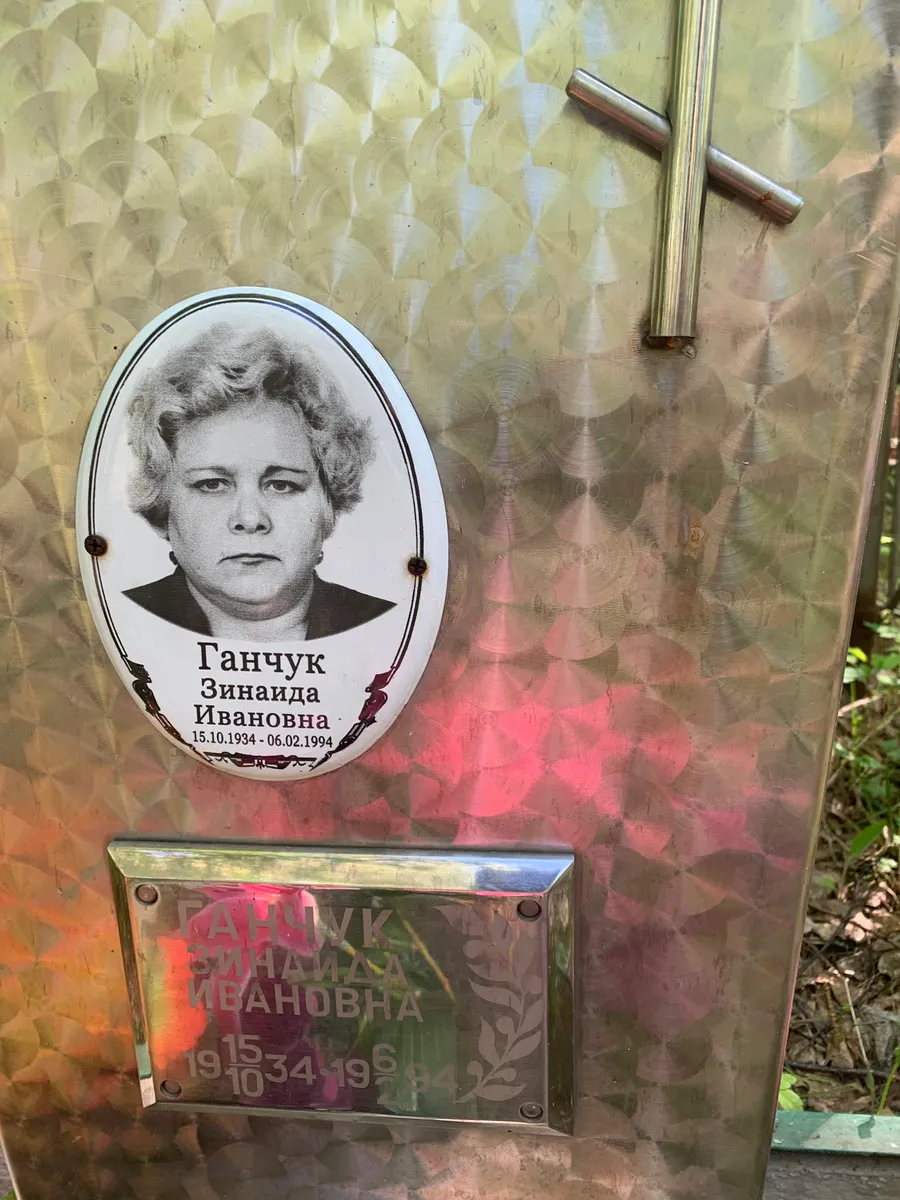 Ганчук
Зинаида
Ивановна
15.10.1934 - 06.02.1994
ГАНЧУК
ЗИНАИДА
ИВАНОВНА
19 15/10 34-19 6/2 94